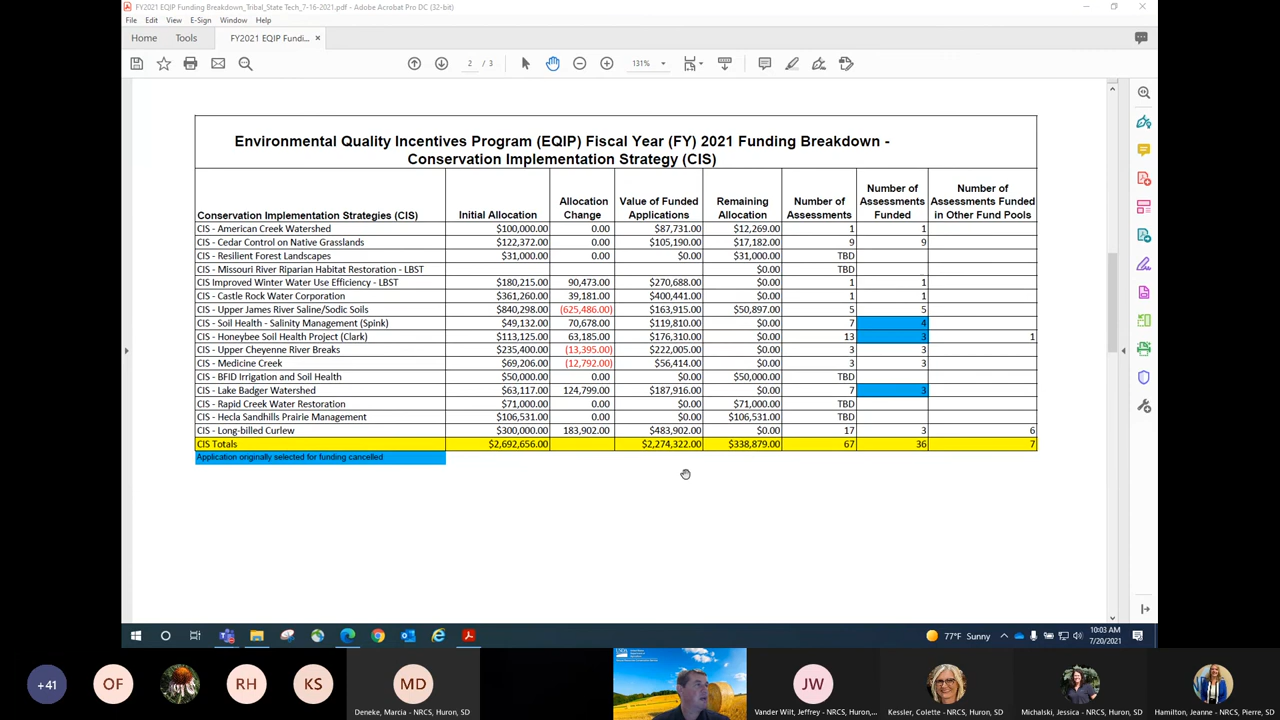 FY2021 EQIP Funding Breakdown_Tribal_State Tech_7-16-2021.pdf - Adobe Acrobat Pro DC (32-bit)
File Edit View E-Sign Window Help
Home Tools FY2021 EQIP Fundi... ×
2 / 3 131%
Environmental Quality Incentives Program (EQIP) Fiscal Year (FY) 2021 Funding Breakdown -
Conservation Implementation Strategy (CIS)
Conservation Implementation Strategies (CIS) Initial Allocation Allocation Change Value of Funded Applications Remaining Allocation Number of Assessments Number of Assessments Funded Number of Assessments Funded in Other Fund Pools
CIS - American Creek Watershed $100,000.00 0.00 $87,731.00 $12,269.00 1 1
CIS - Cedar Control on Native Grasslands $122,372.00 0.00 $105,190.00 $17,182.00 9 9
CIS - Resilient Forest Landscapes $31,000.00 0.00 $0.00 $31,000.00 TBD
CIS - Missouri River Riparian Habitat Restoration - LBST $0.00 TBD
CIS Improved Winter Water Use Efficiency - LBST $180,215.00 90,473.00 $270,688.00 $0.00 1 1
CIS - Castle Rock Water Corporation $361,260.00 39,181.00 $400,441.00 $0.00 1 1
CIS - Upper James River Saline/Sodic Soils $840,298.00 (625,486.00) $163,915.00 $50,897.00 5 5
CIS - Soil Health - Salinity Management (Spink) $49,132.00 70,678.00 $119,810.00 $0.00 7 4
CIS - Honeybee Soil Health Project (Clark) $113,125.00 63,185.00 $176,310.00 $0.00 13 3 1
CIS - Upper Cheyenne River Breaks $235,400.00 (13,395.00) $222,005.00 $0.00 3 3
CIS - Medicine Creek $69,206.00 (12,792.00) $56,414.00 $0.00 3 3
CIS - BFID Irrigation and Soil Health $50,000.00 0.00 $0.00 $50,000.00 TBD
CIS - Lake Badger Watershed $63,117.00 124,799.00 $187,916.00 $0.00 7 3
CIS - Rapid Creek Water Restoration $71,000.00 0.00 $0.00 $71,000.00 TBD
CIS - Hecla Sandhills Prairie Management $106,531.00 0.00 $0.00 $106,531.00 TBD
CIS - Long-billed Curlew $300,000.00 183,902.00 $483,902.00 $0.00 17 3 6
CIS Totals $2,692,656.00 $2,274,322.00 $338,879.00 67 36 7
Application originally selected for funding cancelled
77°F Sunny 10:03 AM
7/20/2021
+41 OF RH KS MD JW
Deneke, Marcia - NRCS, Huron, SD Vander Wilt, Jeffrey - NRCS, Huron,... Kessler, Colette - NRCS, Huron, SD Michalski, Jessica - NRCS, Huron, SD Hamilton, Jeanne - NRCS, Pierre, SD
USDA